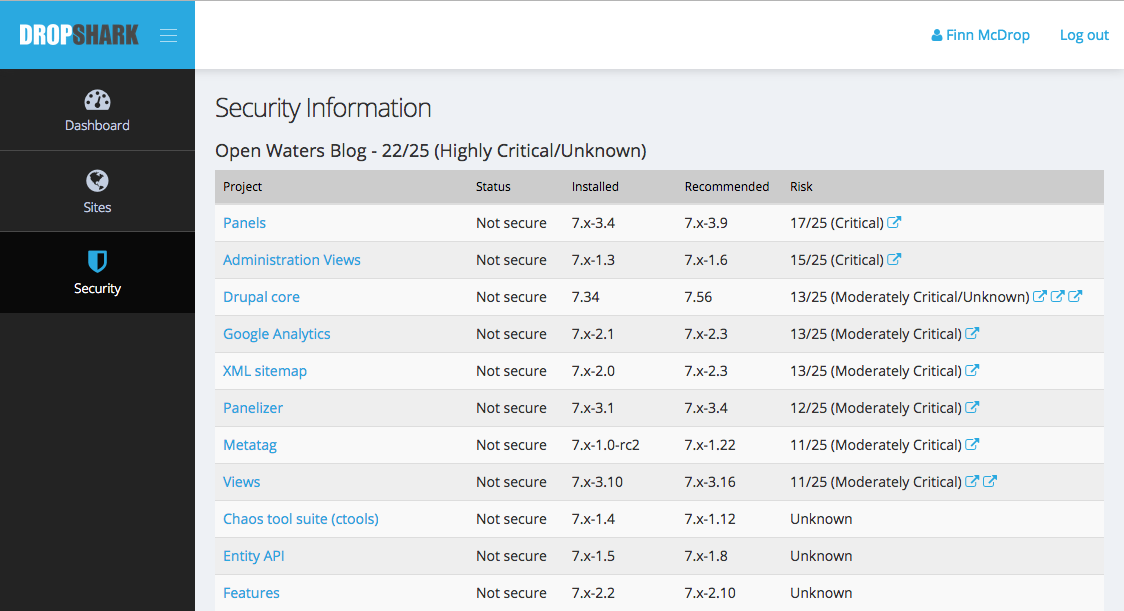 DROPSHARK
Finn McDrop Log out
Dashboard
Sites
Security
Security Information
Open Waters Blog - 22/25 (Highly Critical/Unknown)
Project Status Installed Recommended Risk
Panels Not secure 7.x-3.4 7.x-3.9 17/25 (Critical)
Administration Views Not secure 7.x-1.3 7.x-1.6 15/25 (Critical)
Drupal core Not secure 7.34 7.56 13/25 (Moderately Critical/Unknown)
Google Analytics Not secure 7.x-2.1 7.x-2.3 13/25 (Moderately Critical)
XML sitemap Not secure 7.x-2.0 7.x-2.3 13/25 (Moderately Critical)
Panelizer Not secure 7.x-3.1 7.x-3.4 12/25 (Moderately Critical)
Metatag Not secure 7.x-1.0-rc2 7.x-1.22 11/25 (Moderately Critical)
Views Not secure 7.x-3.10 7.x-3.16 11/25 (Moderately Critical)
Chaos tool suite (ctools) Not secure 7.x-1.4 7.x-1.12 Unknown
Entity API Not secure 7.x-1.5 7.x-1.8 Unknown
Features Not secure 7.x-2.2 7.x-2.10 Unknown